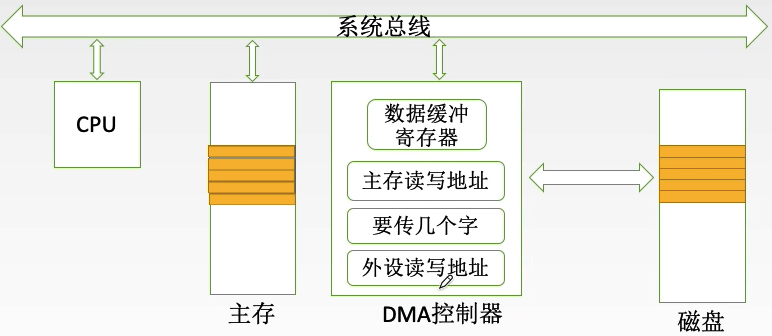 系统总线
CPU
数据缓冲
寄存器
主存读写地址
要传几个字
外设读写地址
主存
DMA控制器
磁盘